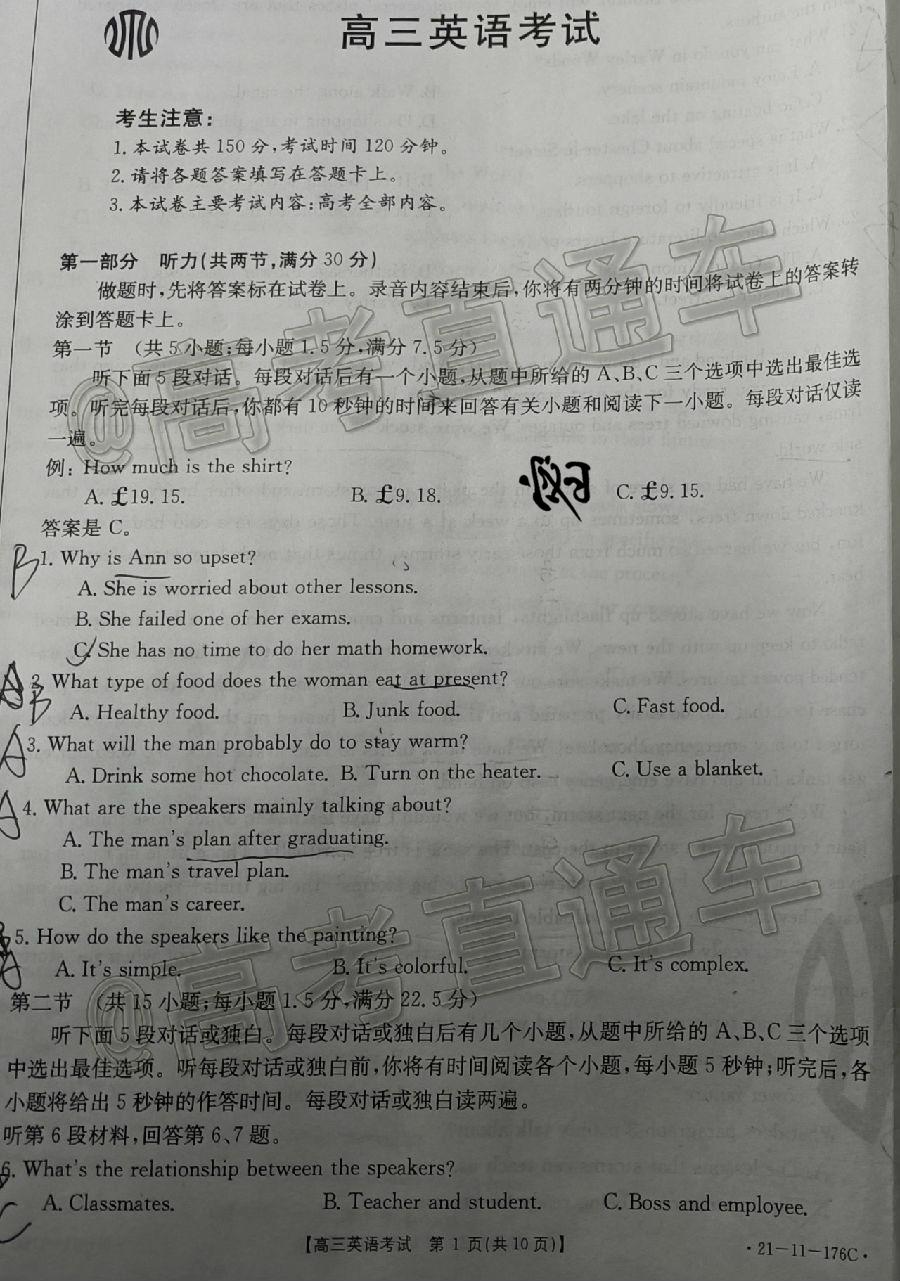 高三英语考试
考生注意:
1.本试卷共150分,考试时间120分钟。
2.请将各题答案填写在答题卡上。
3.本试卷主要考试内容:高考全部内容。
第一部分 听力(共两节,满分30分)
做题时,先将答案标在试卷上。录音内容结束后,你将有两分钟的时间将试卷上的答案转
涂到答题卡上。
第一节 (共5小题;每小题1.5分,满分7.5分)
听下面5段对话。每段对话后有一个小题,从题中所给的A、B、C三个选项中选出最佳选
项。听完每段对话后,你都有10秒钟的时间来回答有关小题和阅读下一小题。每段对话仅读
一遍。
例:How much is the shirt?
A. £19.15. B. £9.18. C. £9.15.
答案是C。
B 1. Why is Ann so upset?
A. She is worried about other lessons.
B. She failed one of her exams.
C. She has no time to do her math homework.
B 2. What type of food does the woman eat at present?
A. Healthy food. B. Junk food. C. Fast food.
A 3. What will the man probably do to stay warm?
A. Drink some hot chocolate. B. Turn on the heater. C. Use a blanket.
A 4. What are the speakers mainly talking about?
A. The man's plan after graduating.
B. The man's travel plan.
C. The man's career.
5. How do the speakers like the painting?
A A. It's simple. B. It's colorful. C. It's complex.
第二节 (共15小题;每小题1.5分,满分22.5分)
听下面5段对话或独白。每段对话或独白后有几个小题,从题中所给的A、B、C三个选项
中选出最佳选项。听每段对话或独白前,你将有时间阅读各个小题,每小题5秒钟;听完后,各
小题将给出5秒钟的作答时间。每段对话或独白读两遍。
听第6段材料,回答第6、7题。
6. What's the relationship between the speakers?
C A. Classmates. B. Teacher and student. C. Boss and employee.
【高三英语考试 第1页(共10页)】
·21-11-176C·
@高考直通车
@高考直通车